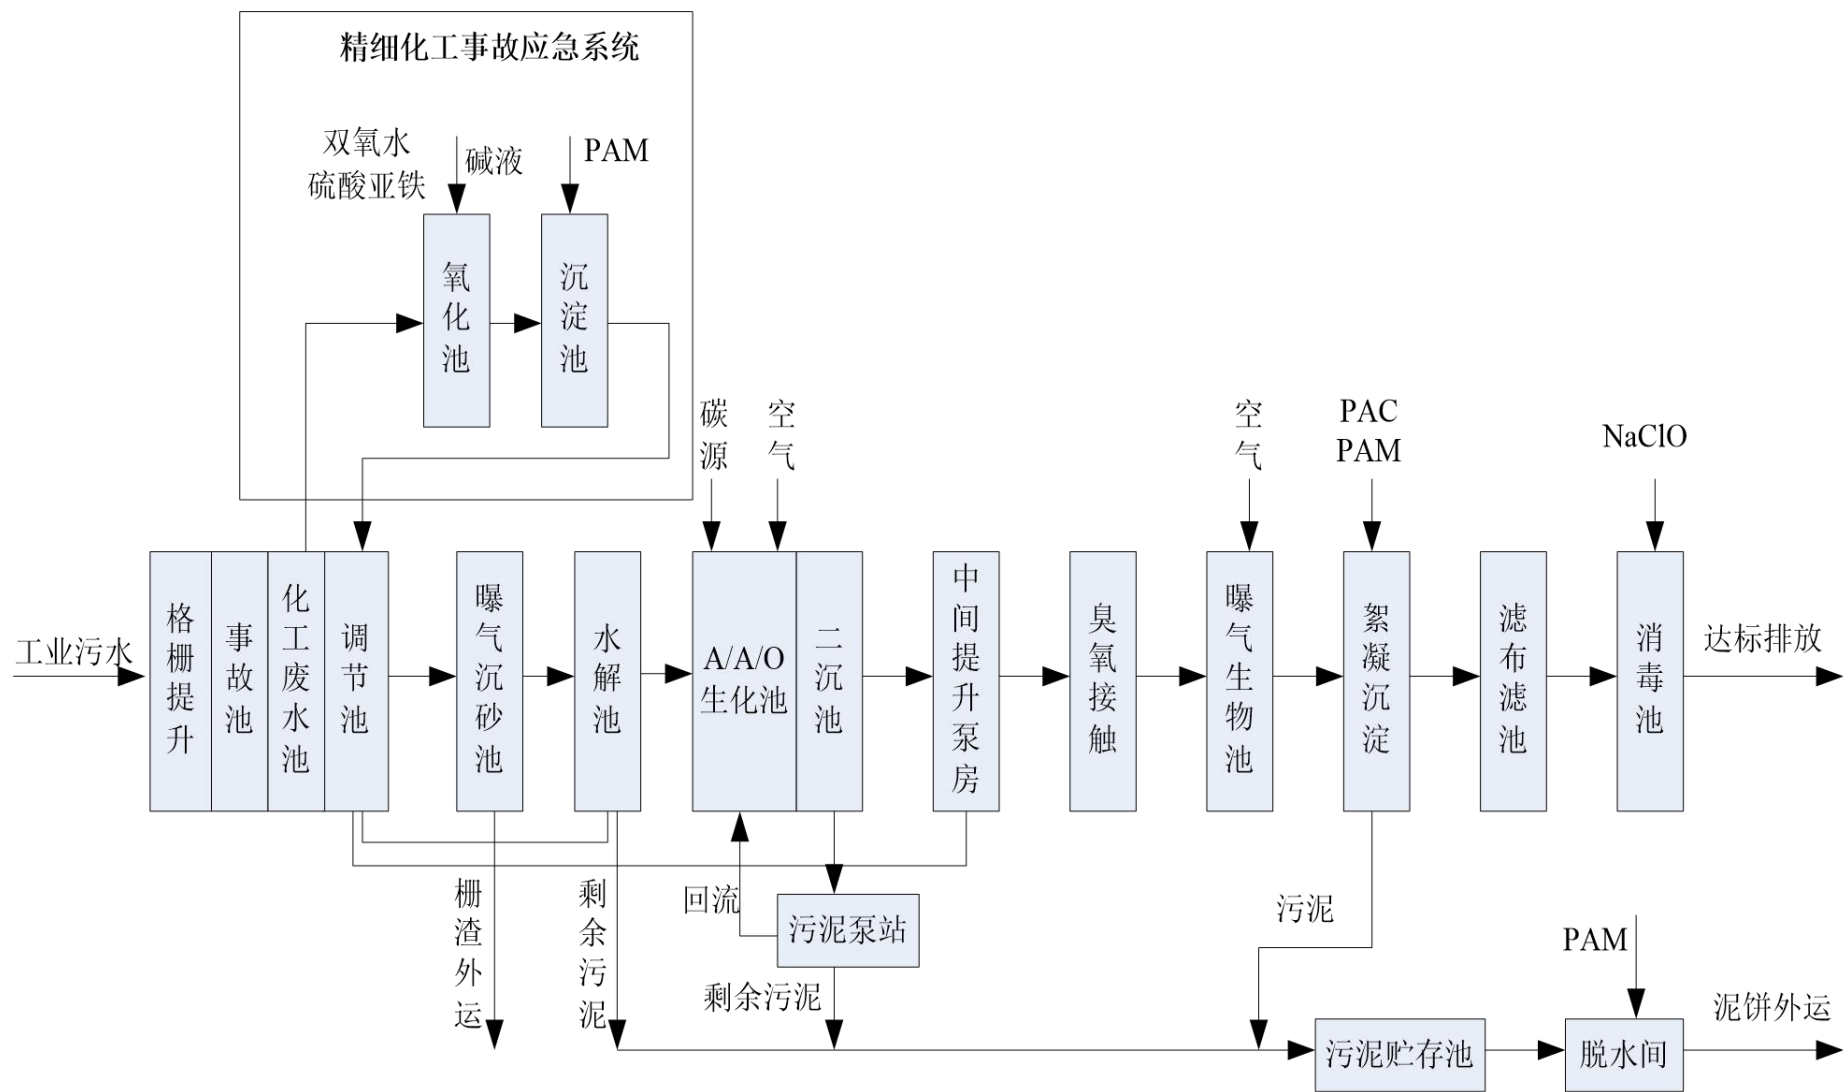 精细化工事故应急系统
双氧水
硫酸亚铁
碱液
PAM
氧化池
沉淀池
碳源
空气
空气
PAC
PAM
NaClO
工业污水
格栅提升
事故池
化工废水池
调节池
曝气沉砂池
水解池
A/A/O
生化池
二沉池
中间提升泵房
臭氧接触
曝气生物池
絮凝沉淀
滤布滤池
消毒池
达标排放
栅渣外运
剩余污泥
回流
污泥泵站
剩余污泥
污泥
PAM
污泥贮存池
脱水间
泥饼外运